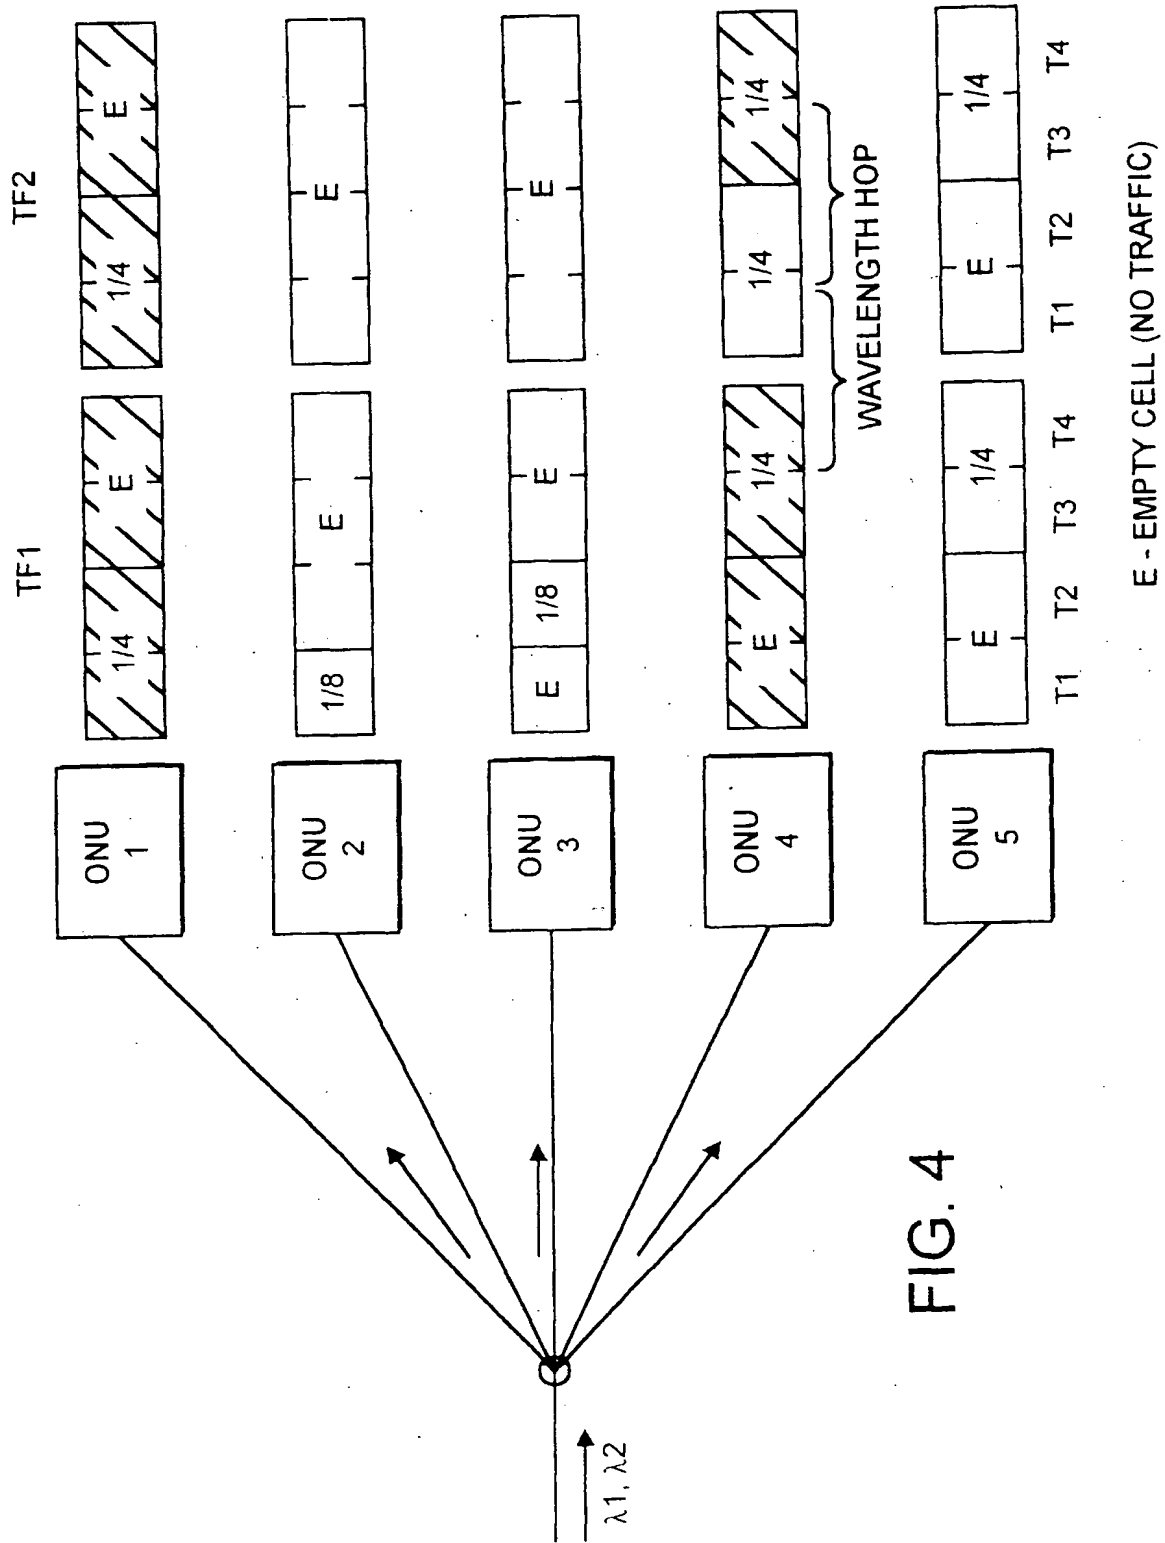 TF1
TF2
ONU
1
1/4
E
1/4
E
ONU
2
1/8
E
E
ONU
3
E
1/8
E
E
ONU
4
E
1/4
1/4
1/4
WAVELENGTH HOP
ONU
5
E
1/4
E
1/4
T1
T2
T3
T4
T1
T2
T3
T4
λ1, λ2
E - EMPTY CELL (NO TRAFFIC)
FIG. 4